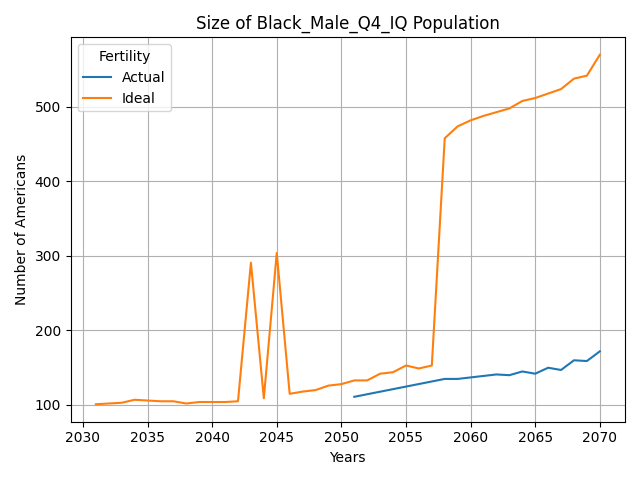 Size of Black_Male_Q4_IQ Population
Fertility
Actual
Ideal
Number of Americans
500
400
300
200
100
2030 2035 2040 2045 2050 2055 2060 2065 2070
Years